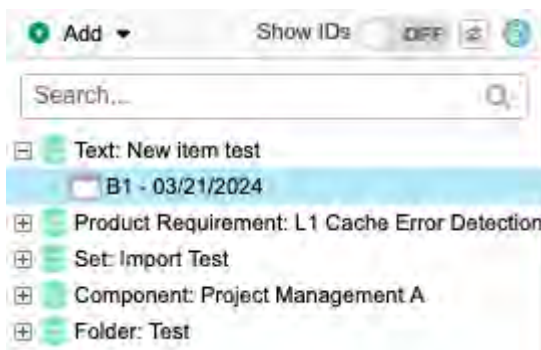 Add Show IDs OFF
Search...
Text: New item test
B1 - 03/21/2024
Product Requirement: L1 Cache Error Detection
Set: Import Test
Component: Project Management A
Folder: Test